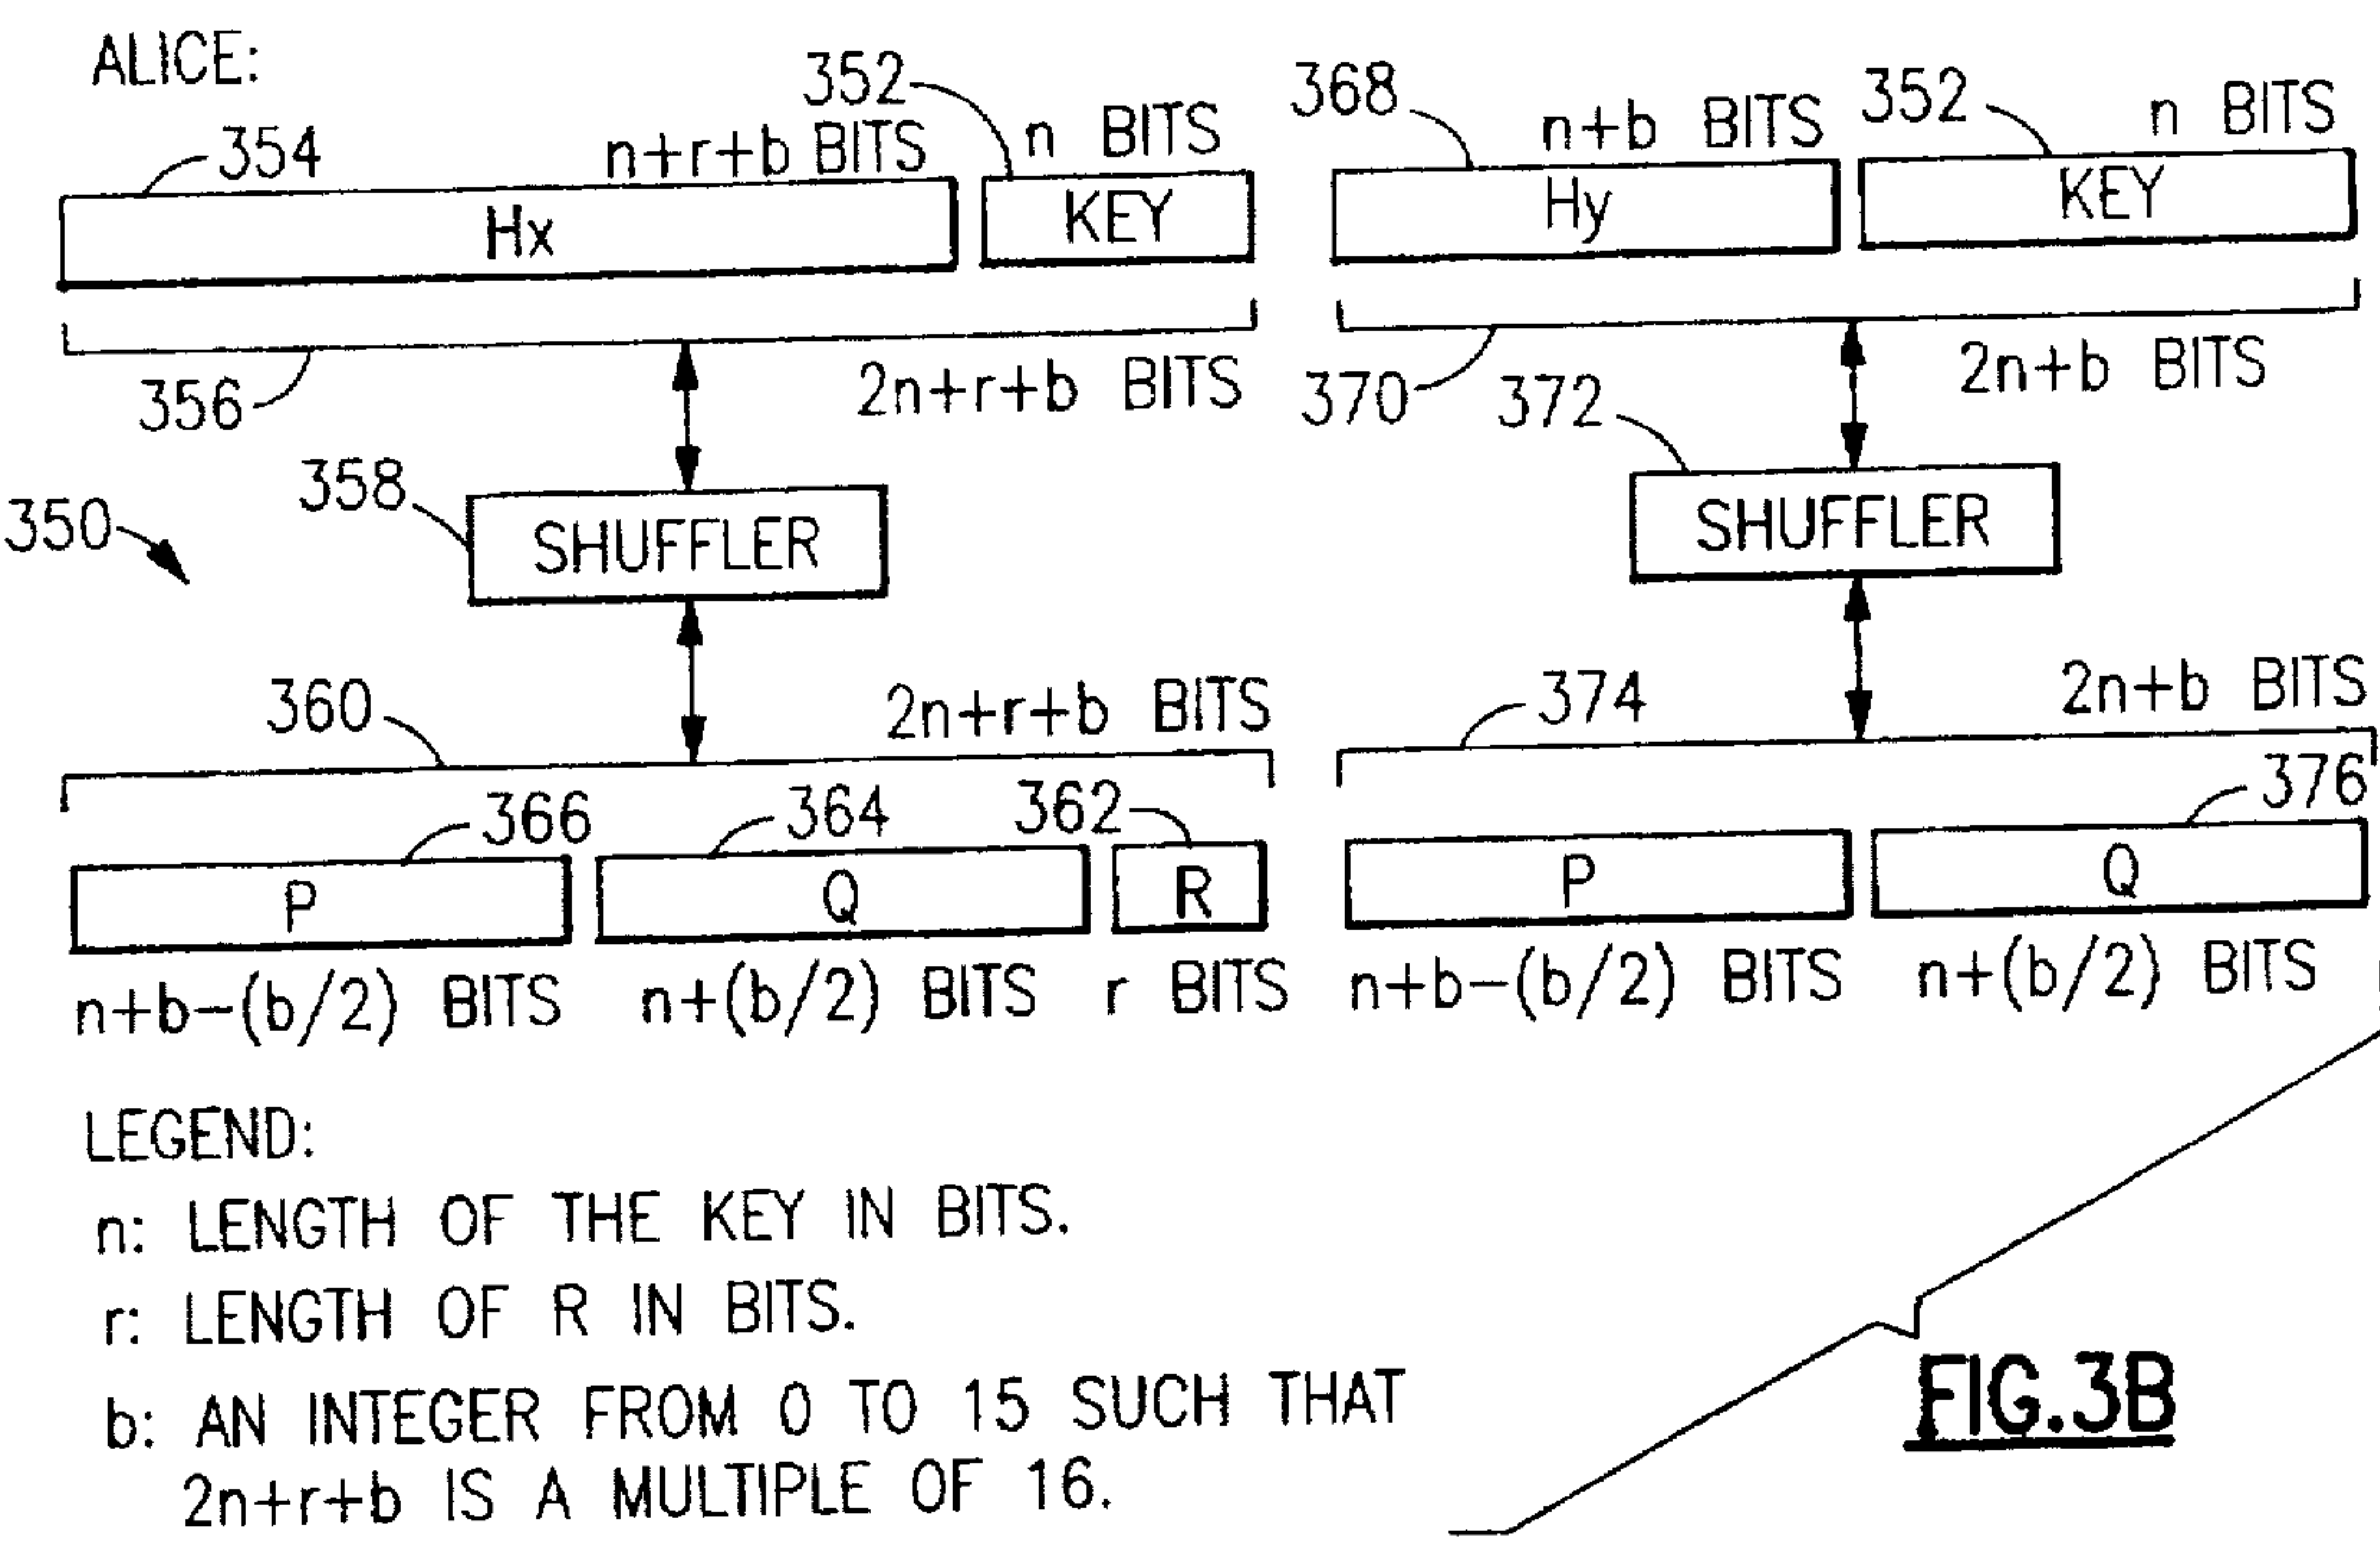 ALICE:
354
n+r+b BITS
352
n BITS
368
n+b BITS
352
n BITS
Hx
KEY
Hy
KEY
356
2n+r+b BITS
370
2n+b BITS
350
358
SHUFFLER
372
SHUFFLER
360
2n+r+b BITS
374
2n+b BITS
366
364
362
376
P
Q
R
P
Q
n+b-(b/2) BITS
n+(b/2) BITS
r BITS
n+b-(b/2) BITS
n+(b/2) BITS
LEGEND:
n: LENGTH OF THE KEY IN BITS.
r: LENGTH OF R IN BITS.
b: AN INTEGER FROM 0 TO 15 SUCH THAT
2n+r+b IS A MULTIPLE OF 16.
FIG.3B